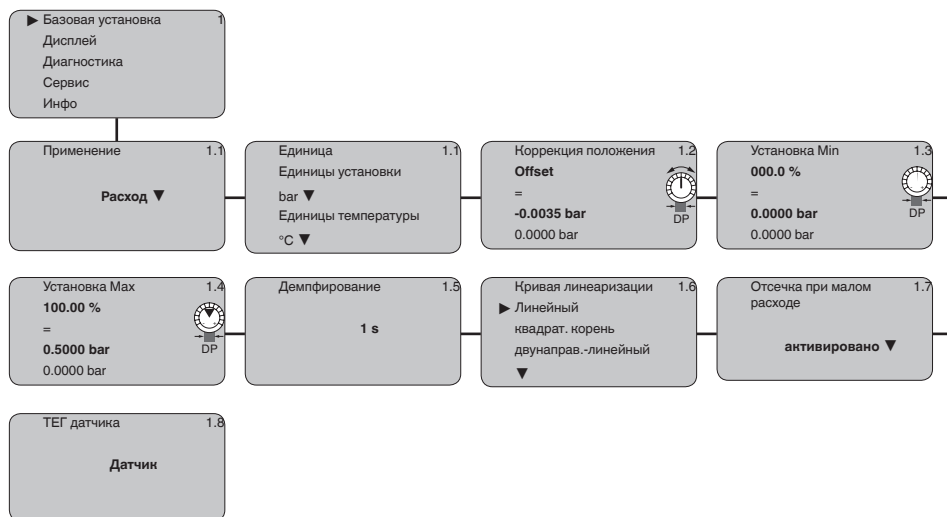 ▶ Базовая установка 1
Дисплей
Диагностика
Сервис
Инфо
Применение 1.1
Расход ▼
Единица 1.1
Единицы установки
bar ▼
Единицы температуры
°C ▼
Коррекция положения 1.2
Offset
=
-0.0035 bar
0.0000 bar
DP
Установка Min 1.3
000.0 %
=
0.0000 bar
0.0000 bar
DP
Установка Max 1.4
100.00 %
=
0.5000 bar
0.0000 bar
DP
Демпфирование 1.5
1 s
Кривая линеаризации 1.6
▶ Линейный
квадрат. корень
двунаправ.-линейный
▼
Отсечка при малом 1.7
расходе
активировано ▼
ТЕГ датчика 1.8
Датчик